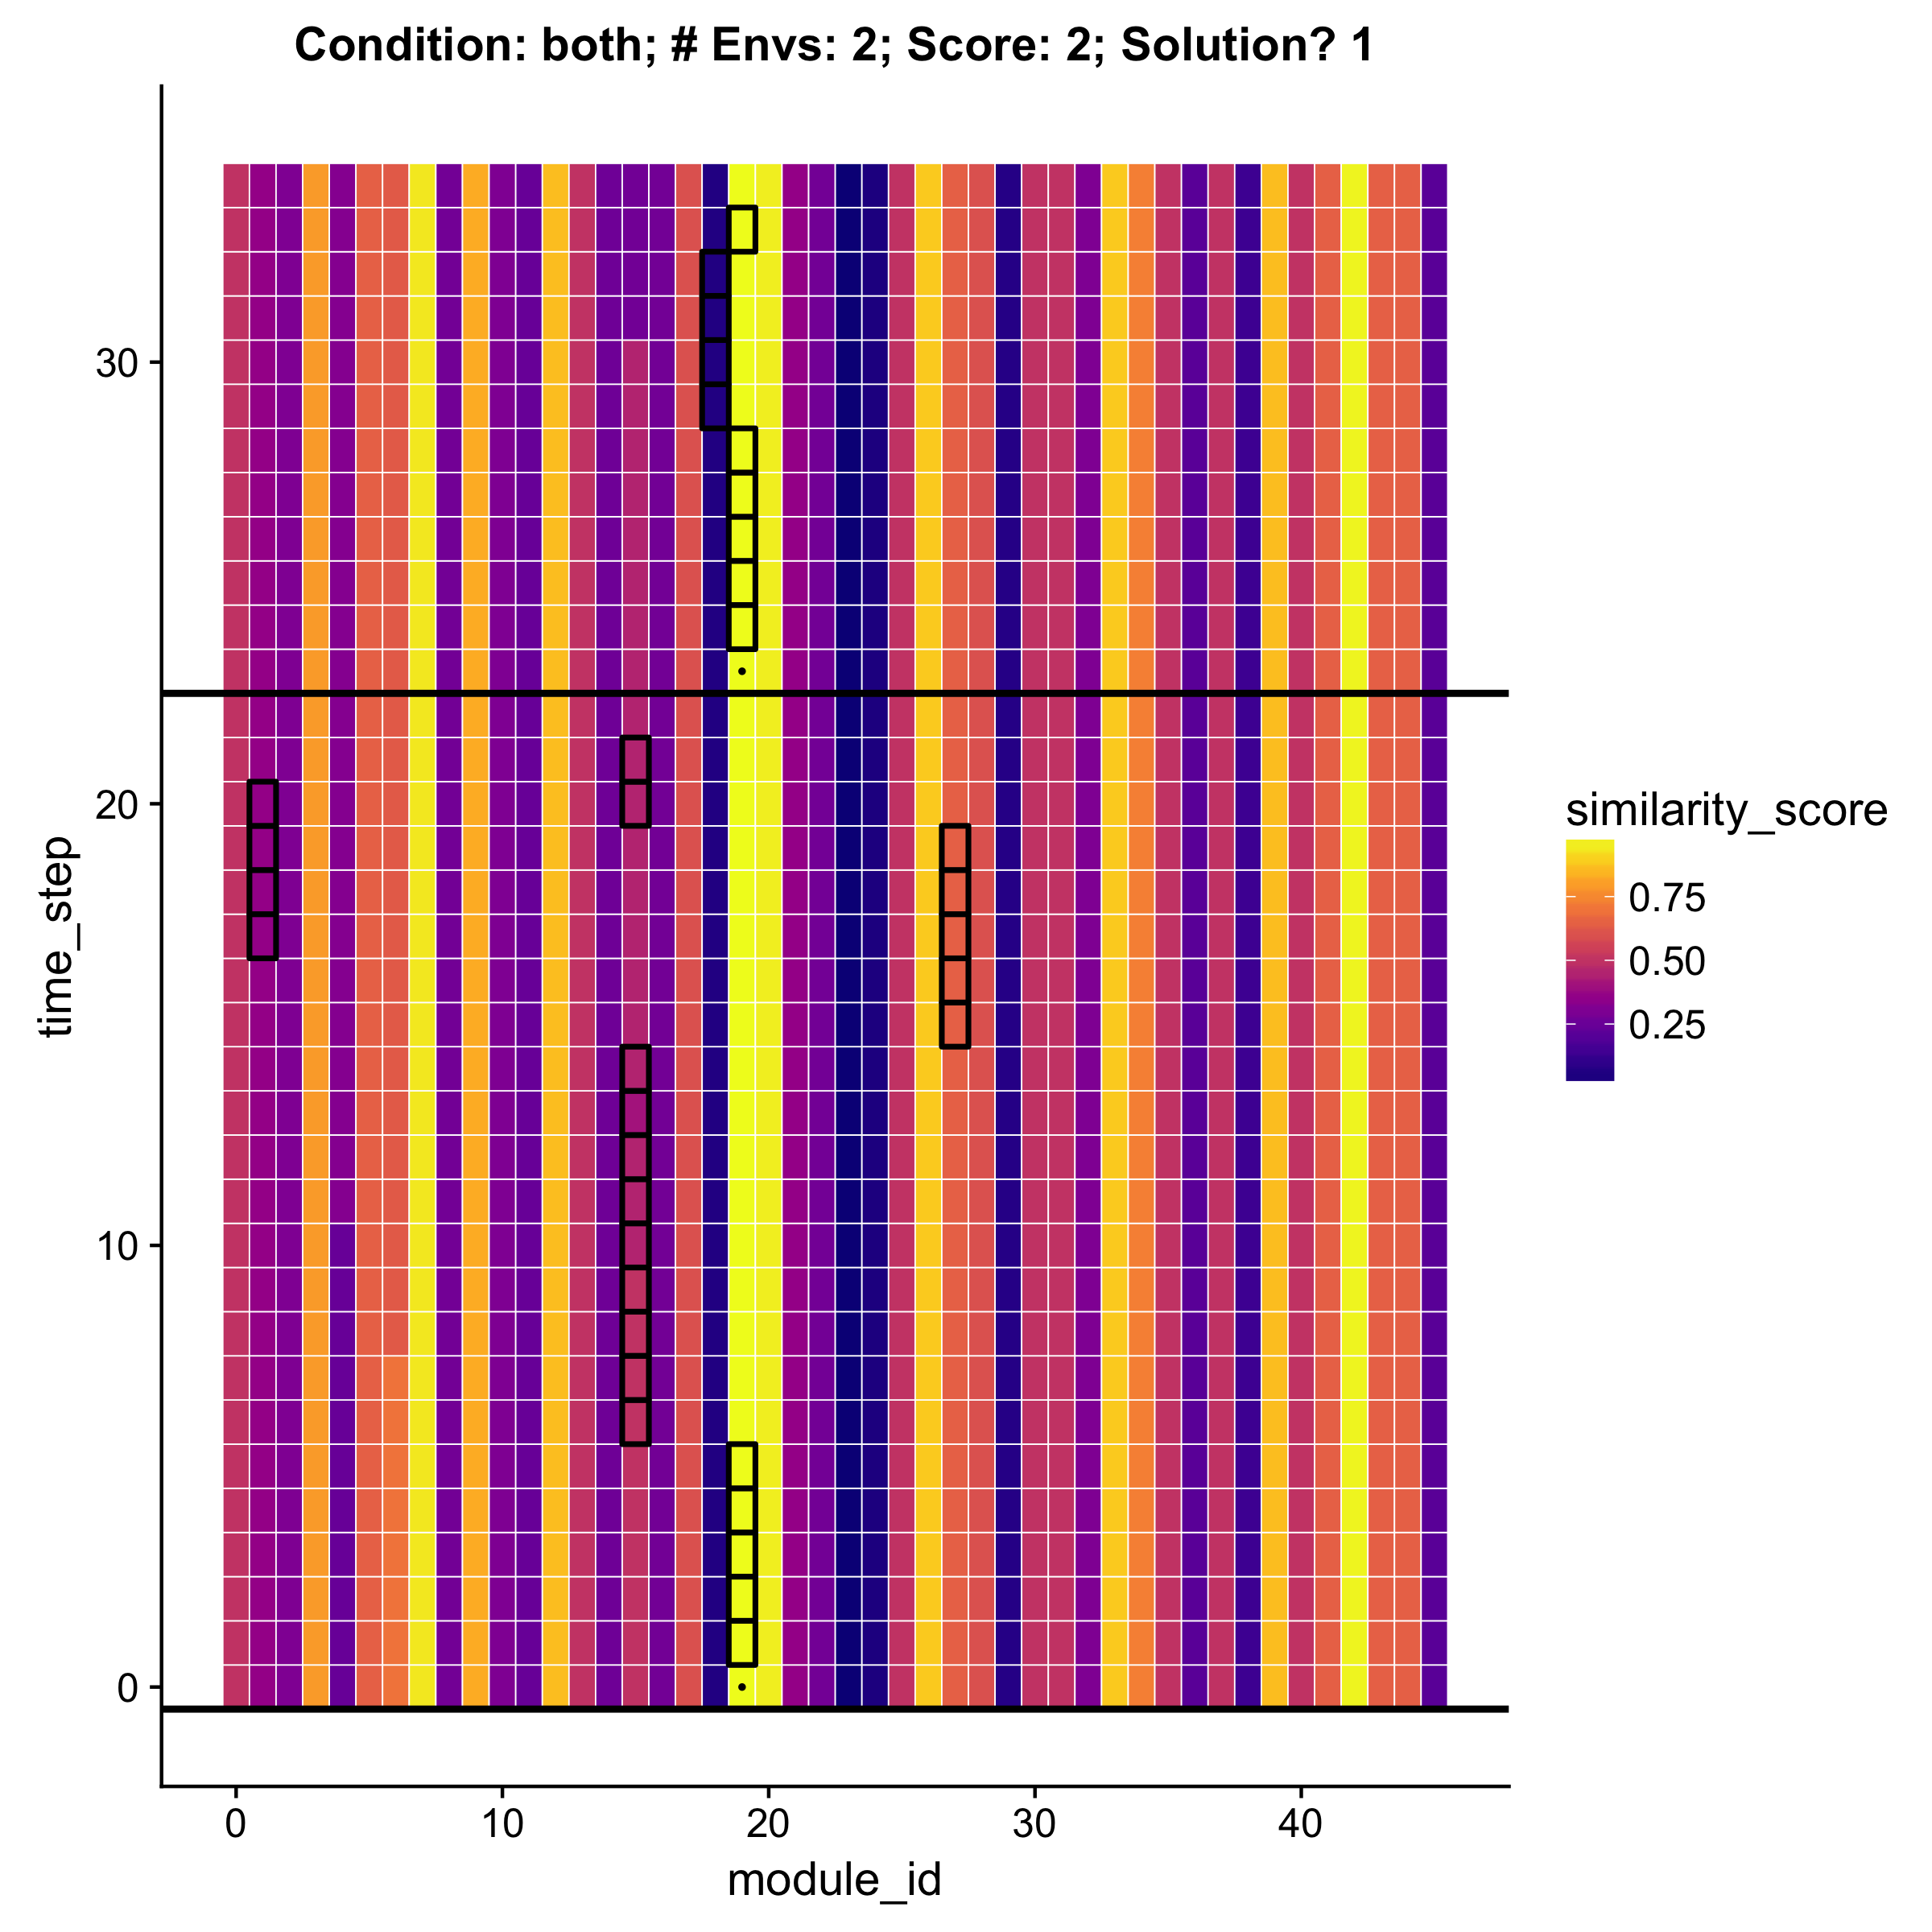 Condition: both; # Envs: 2; Score: 2; Solution? 1
30
20
10
0
time_step
0 10 20 30 40
module_id
similarity_score
0.75
0.50
0.25